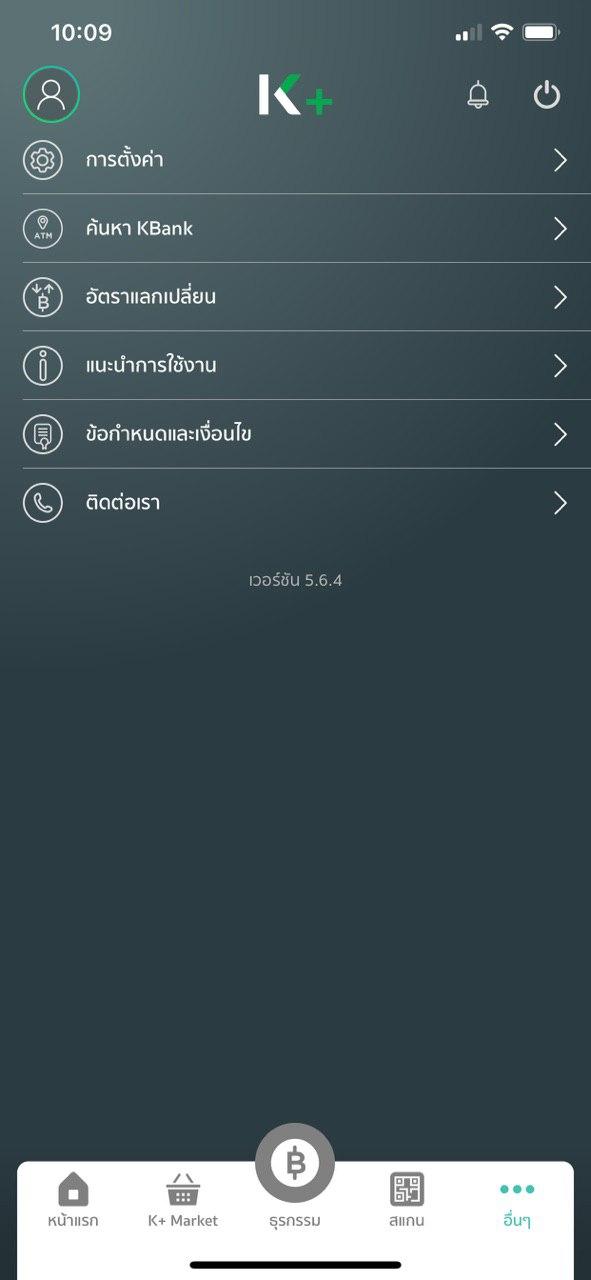 10:09
K+
การตั้งค่า
ATM
ค้นหา KBank
อัตราแลกเปลี่ยน
แนะนำการใช้งาน
ข้อกำหนดและเงื่อนไข
ติดต่อเรา
เวอร์ชัน 5.6.4
หน้าแรก K+ Market ธุรกรรม สแกน อื่นๆ